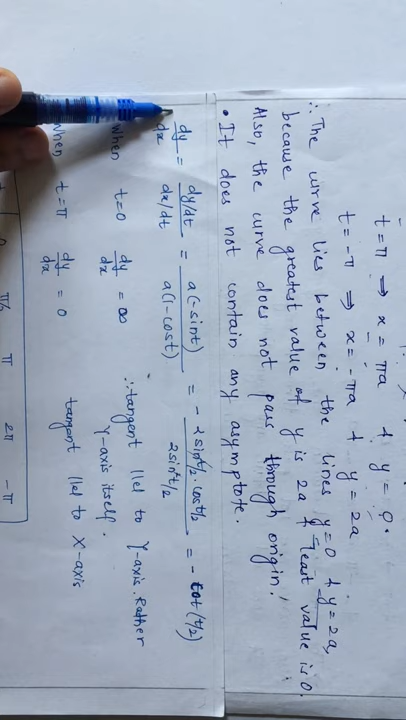 t = π ⇒ x = πa & y = 0.
t = -π ⇒ x = -πa & y = 2a
∴ The curve lies between the lines y=0 & y=2a,
because the greatest value of y is 2a & least value is 0.
Also, the curve does not pass through origin.
• It does not contain any asymptote.
dy/dx = (dy/dt)/(dx/dt) = a(-sint)/a(1-cost) = - 2sint/2 cost/2 / 2sin²t/2 = - cot(t/2)
When t=0 dy/dx = ∞ ∴ tangent llel to Y-axis. Rather
Y-axis itself.
When t=π dy/dx = 0 tangent llel to X-axis
π 2π -π